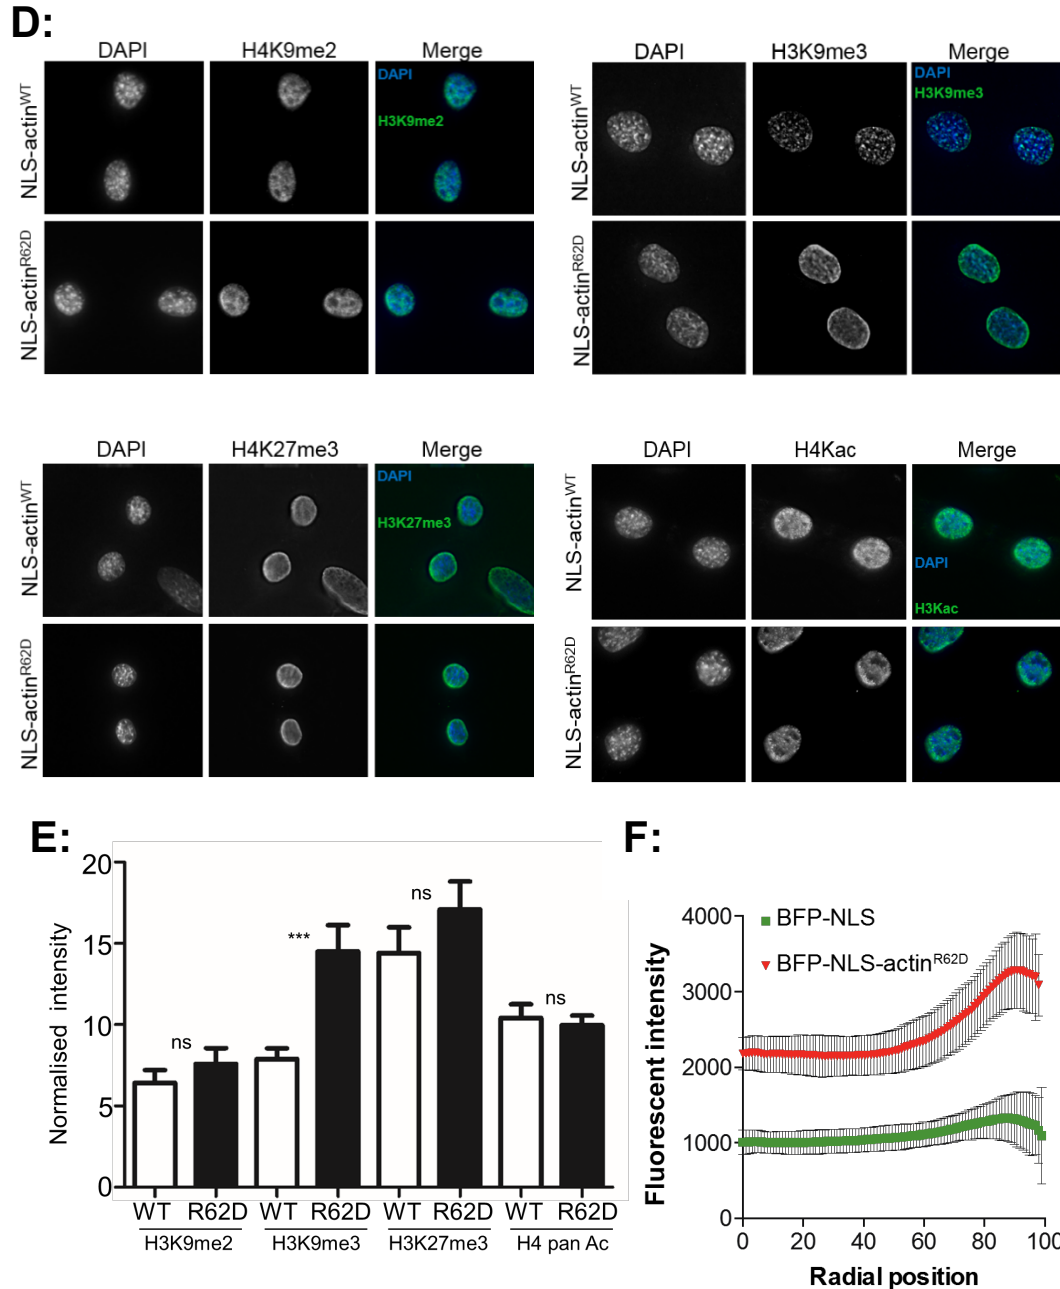 D:
DAPI H4K9me2 Merge
NLS-actinWT
DAPI
H3K9me2
NLS-actinR62D
DAPI H3K9me3 Merge
NLS-actinWT
DAPI
H3K9me3
NLS-actinR62D
DAPI H4K27me3 Merge
NLS-actinWT
DAPI
H3K27me3
NLS-actinR62D
DAPI H4Kac Merge
NLS-actinWT
DAPI
H3Kac
NLS-actinR62D
E:
Normalised intensity
20
15
10
5
0
ns
***
ns
ns
WT R62D WT R62D WT R62D WT R62D
H3K9me2 H3K9me3 H3K27me3 H4 pan Ac
F:
Fluorescent intensity
4000
3000
2000
1000
0
BFP-NLS
BFP-NLS-actinR62D
0 20 40 60 80 100
Radial position